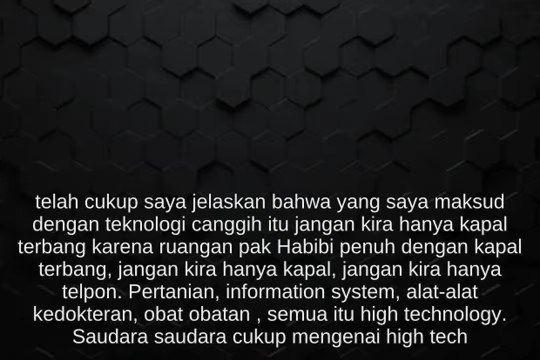 telah cukup saya jelaskan bahwa yang saya maksud
dengan teknologi canggih itu jangan kira hanya kapal
terbang karena ruangan pak Habibi penuh dengan kapal
terbang, jangan kira hanya kapal, jangan kira hanya
telpon. Pertanian, information system, alat-alat
kedokteran, obat obatan , semua itu high technology.
Saudara saudara cukup mengenai high tech